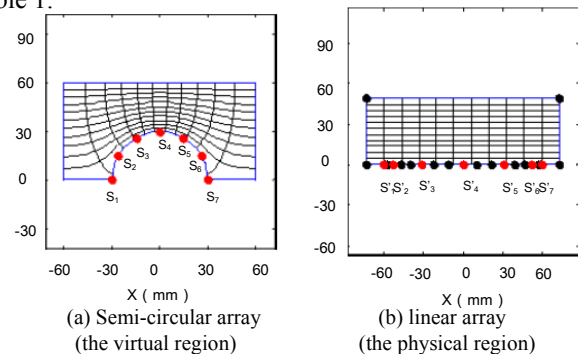 ble 1.
90
60
30
0
-30
S1
S2
S3
S4
S5
S6
S7
-60 -30 0 30 60
X ( mm )
(a) Semi-circular array
(the virtual region)
90
60
30
0
-30
-60
S'1 S'2 S'3 S'4 S'5 S'6 S'7
-60 -30 0 30 60
X ( mm )
(b) linear array
(the physical region)